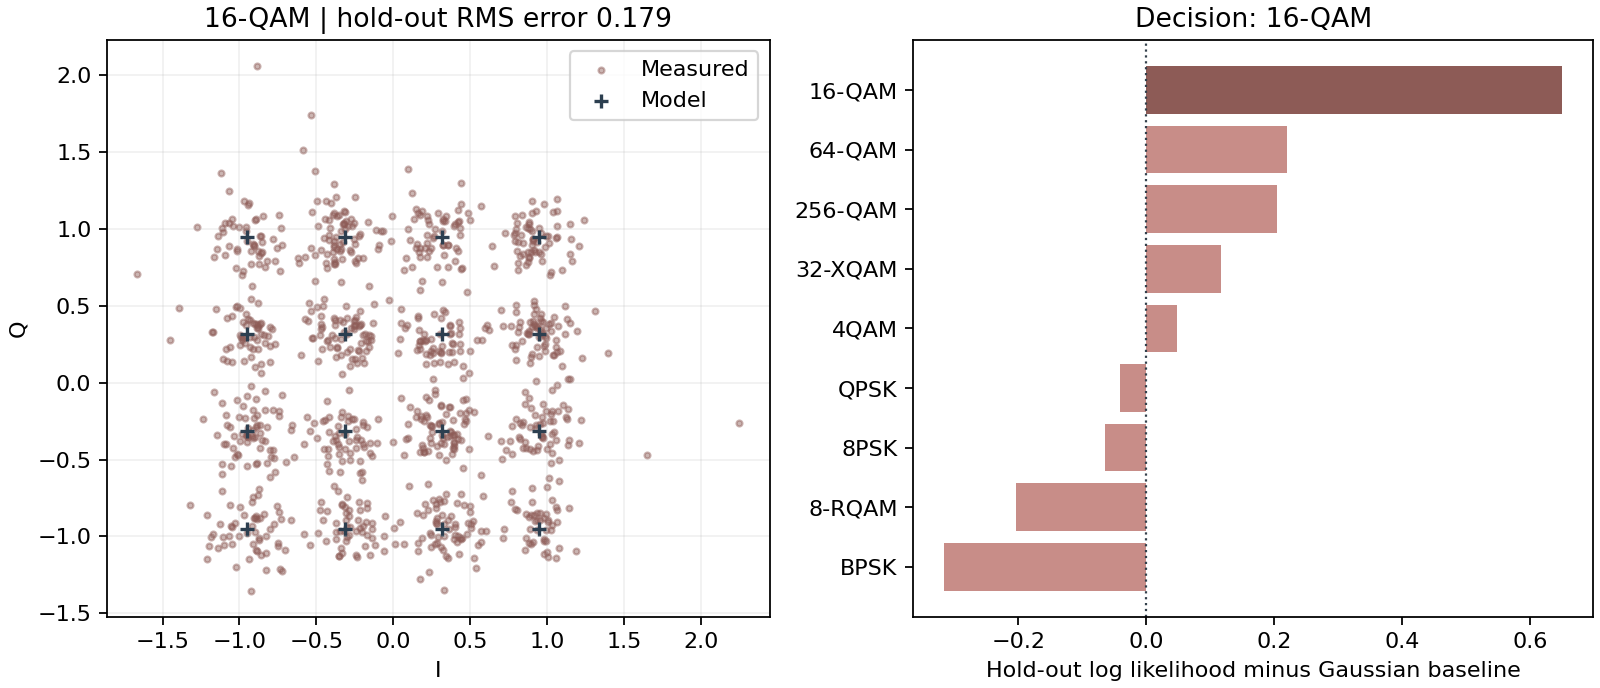 16-QAM | hold-out RMS error 0.179
Measured
Model
2.0
1.5
1.0
0.5
0.0
−0.5
−1.0
−1.5
Q
−1.5
−1.0
−0.5
0.0
0.5
1.0
1.5
2.0
I
Decision: 16-QAM
16-QAM
64-QAM
256-QAM
32-XQAM
4QAM
QPSK
8PSK
8-RQAM
BPSK
−0.2
0.0
0.2
0.4
0.6
Hold-out log likelihood minus Gaussian baseline